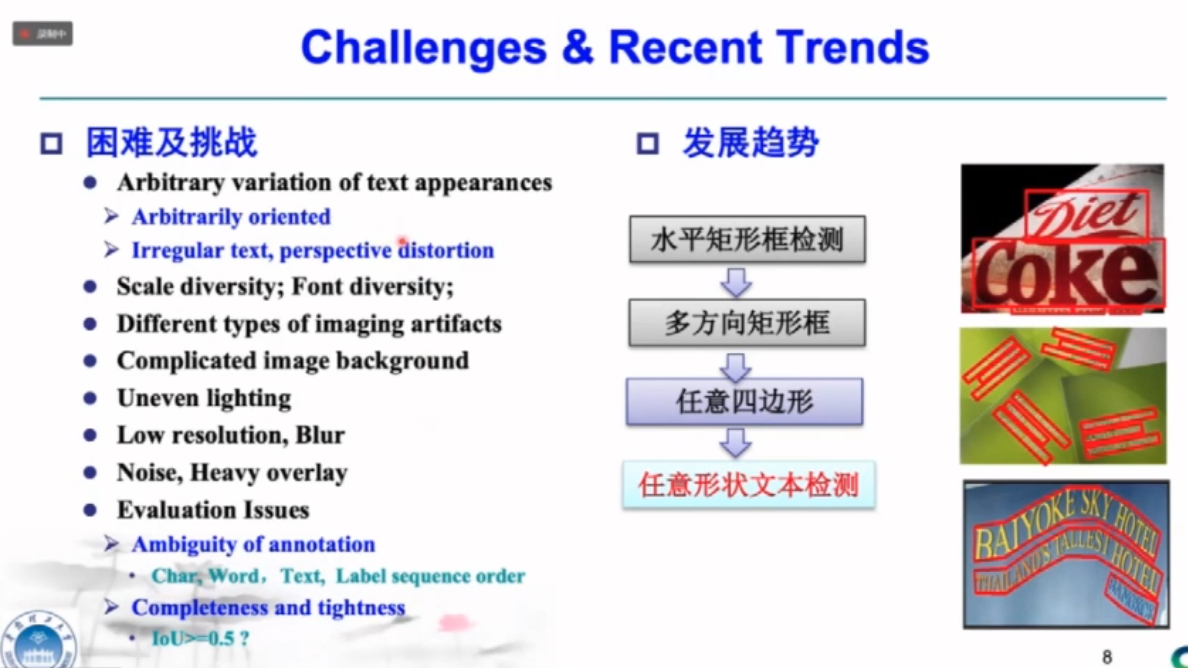 录制中
Challenges & Recent Trends
困难及挑战
Arbitrary variation of text appearances
Arbitrarily oriented
Irregular text, perspective distortion
Scale diversity; Font diversity;
Different types of imaging artifacts
Complicated image background
Uneven lighting
Low resolution, Blur
Noise, Heavy overlay
Evaluation Issues
Ambiguity of annotation
Char, Word，Text, Label sequence order
Completeness and tightness
IoU>=0.5 ?
发展趋势
水平矩形框检测
多方向矩形框
任意四边形
任意形状文本检测
Diet
Coke
BAIYOKE SKY HOTEL
THAILAND'S TALLEST HOTEL
BANGKOK
8